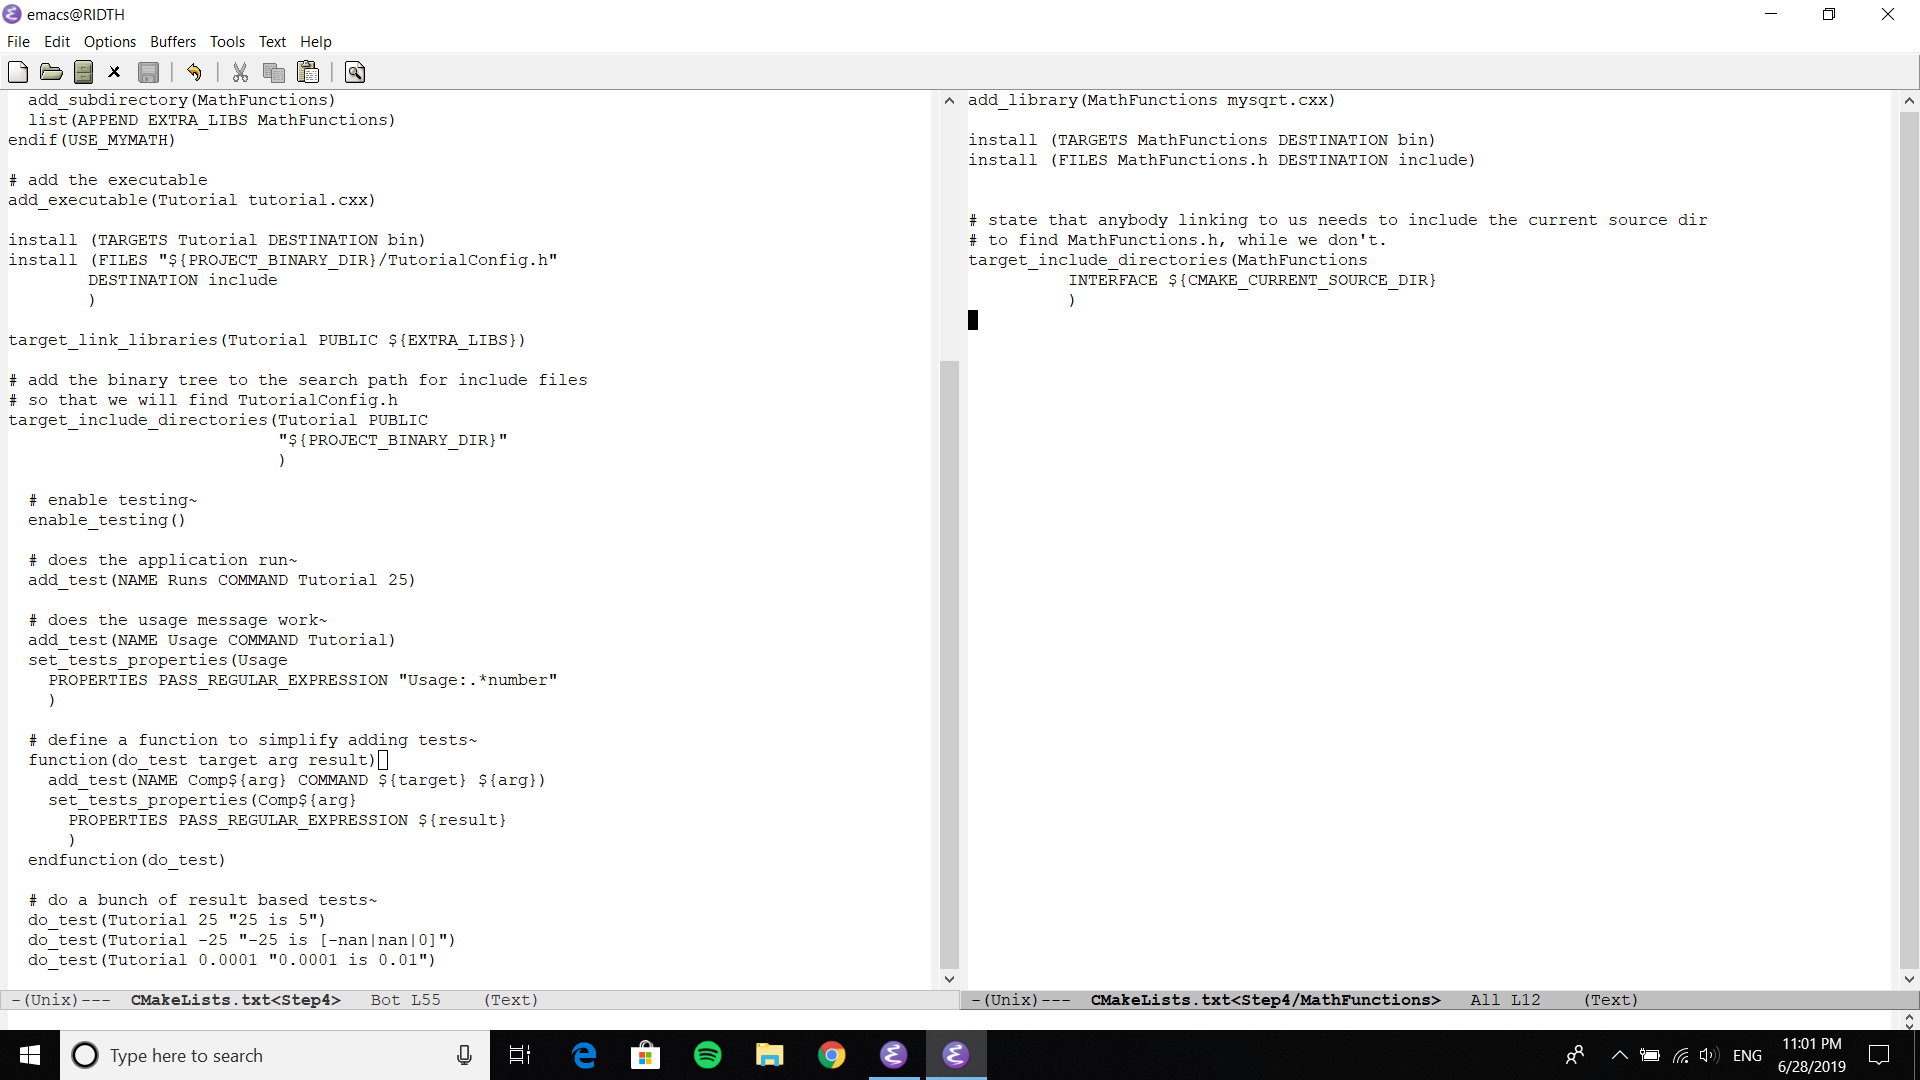 emacs@RIDTH
File Edit Options Buffers Tools Text Help
add_subdirectory(MathFunctions)
list(APPEND EXTRA_LIBS MathFunctions)
endif(USE_MYMATH)
# add the executable
add_executable(Tutorial tutorial.cxx)
install (TARGETS Tutorial DESTINATION bin)
install (FILES "${PROJECT_BINARY_DIR}/TutorialConfig.h"
DESTINATION include
)
target_link_libraries(Tutorial PUBLIC ${EXTRA_LIBS})
# add the binary tree to the search path for include files
# so that we will find TutorialConfig.h
target_include_directories(Tutorial PUBLIC
"${PROJECT_BINARY_DIR}"
)
# enable testing~
enable_testing()
# does the application run~
add_test(NAME Runs COMMAND Tutorial 25)
# does the usage message work~
add_test(NAME Usage COMMAND Tutorial)
set_tests_properties(Usage
PROPERTIES PASS_REGULAR_EXPRESSION "Usage:.*number"
)
# define a function to simplify adding tests~
function(do_test target arg result)
add_test(NAME Comp${arg} COMMAND ${target} ${arg})
set_tests_properties(Comp${arg}
PROPERTIES PASS_REGULAR_EXPRESSION ${result}
)
endfunction(do_test)
# do a bunch of result based tests~
do_test(Tutorial 25 "25 is 5")
do_test(Tutorial -25 "-25 is [-nan|nan|0]")
do_test(Tutorial 0.0001 "0.0001 is 0.01")
-(Unix)--- CMakeLists.txt<Step4> Bot L55 (Text)
add_library(MathFunctions mysqrt.cxx)
install (TARGETS MathFunctions DESTINATION bin)
install (FILES MathFunctions.h DESTINATION include)
# state that anybody linking to us needs to include the current source dir
# to find MathFunctions.h, while we don't.
target_include_directories(MathFunctions
INTERFACE ${CMAKE_CURRENT_SOURCE_DIR}
)
-(Unix)--- CMakeLists.txt<Step4/MathFunctions> All L12 (Text)
Type here to search
ENG
11:01 PM
6/28/2019